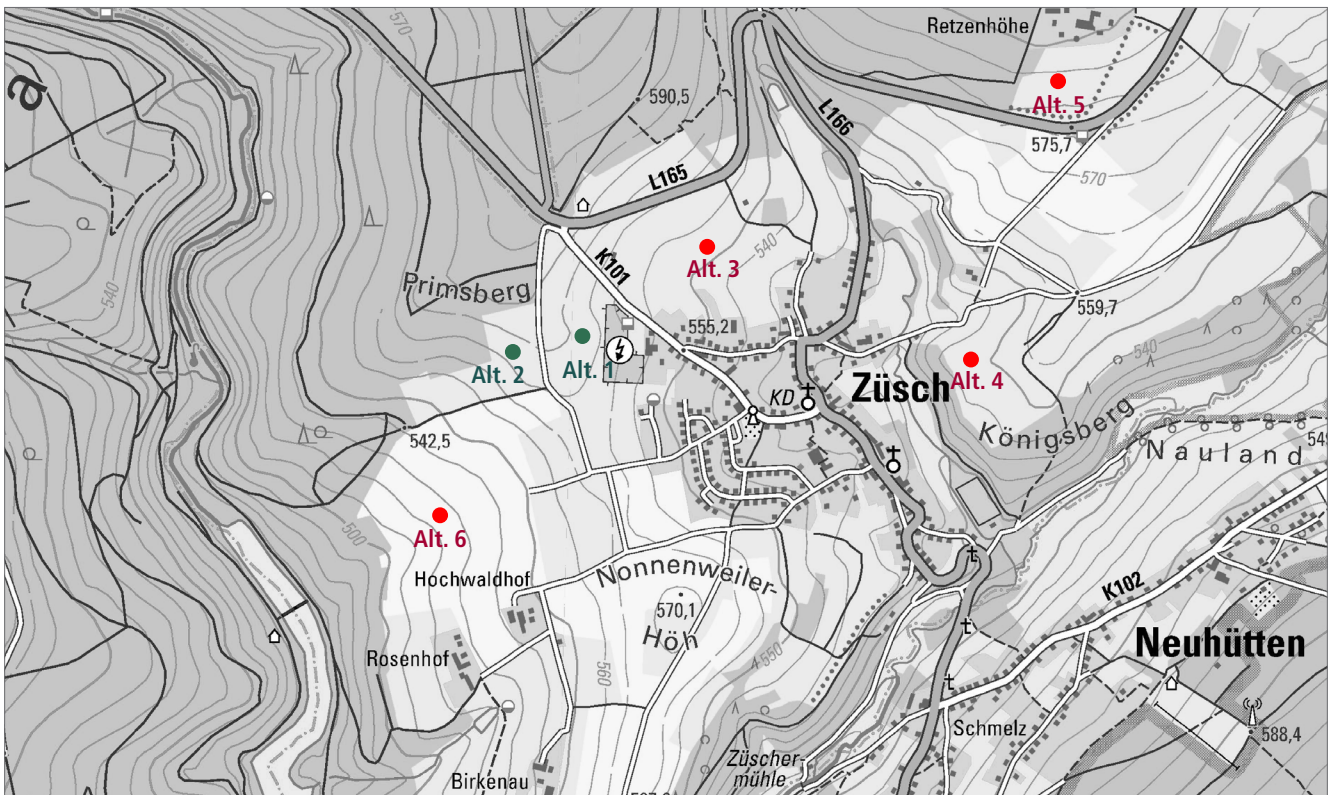 570
Retzenhöhe
a
590,5
Alt. 5
L166
575,7
570
L165
540
K101
Alt. 3
540
Primsberg
559,7
555,2
Alt. 2
Alt. 1
540
Züsch
Alt. 4
KD
Königsberg
542,5
Nauland
549
500
Alt. 6
Hochwaldhof
Nonnenweiler-
K102
570,1
Höh
Neuhütten
Rosenhof
550
560
Schmelz
588,4
Züscher-
mühle
Birkenau